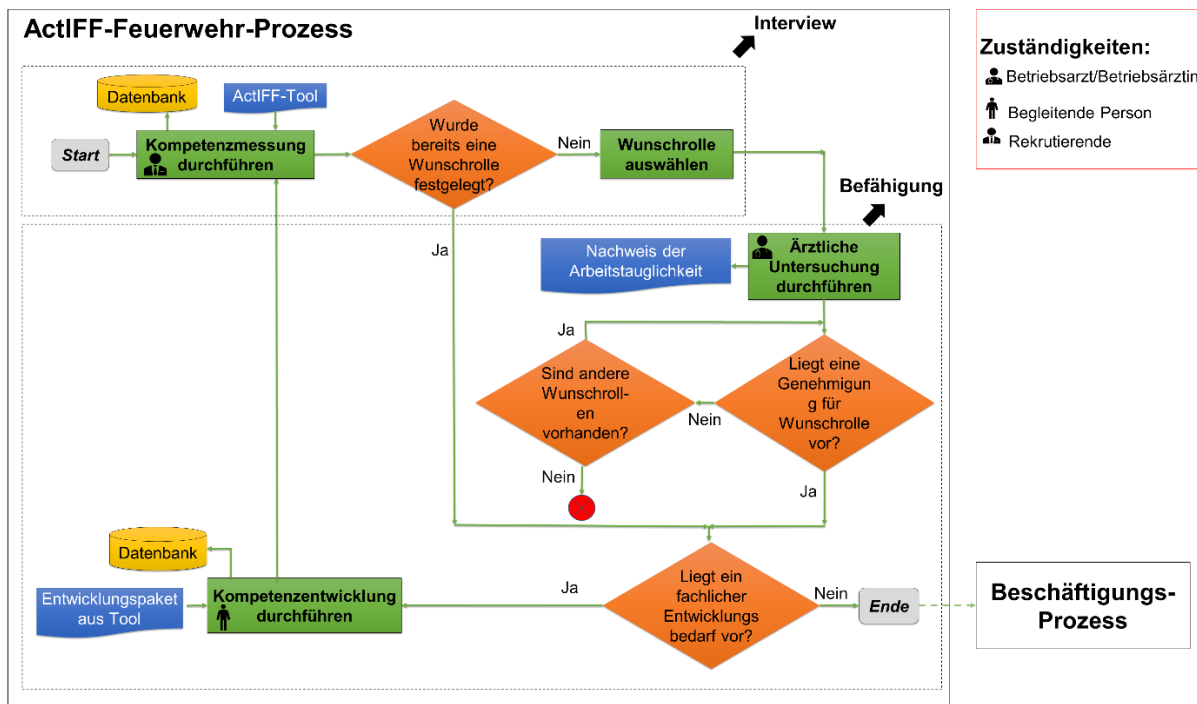 ActIFF-Feuerwehr-Prozess
Interview
Zuständigkeiten:
Betriebsarzt/Betriebsärztin
Begleitende Person
Rekrutierende
Datenbank
ActIFF-Tool
Start
Kompetenzmessung
durchführen
Wurde
bereits eine
Wunschrolle
festgelegt?
Nein
Wunschrolle
auswählen
Befähigung
Ja
Nachweis der
Arbeitstauglichkeit
Ärztliche
Untersuchung
durchführen
Ja
Sind andere
Wunschroll-
en
vorhanden?
Nein
Liegt eine
Genehmigun
g für
Wunschrolle
vor?
Nein
Ja
Datenbank
Entwicklungspaket
aus Tool
Kompetenzentwicklung
durchführen
Ja
Liegt ein
fachlicher
Entwicklungs
bedarf vor?
Nein
Ende
Beschäftigungs-
Prozess